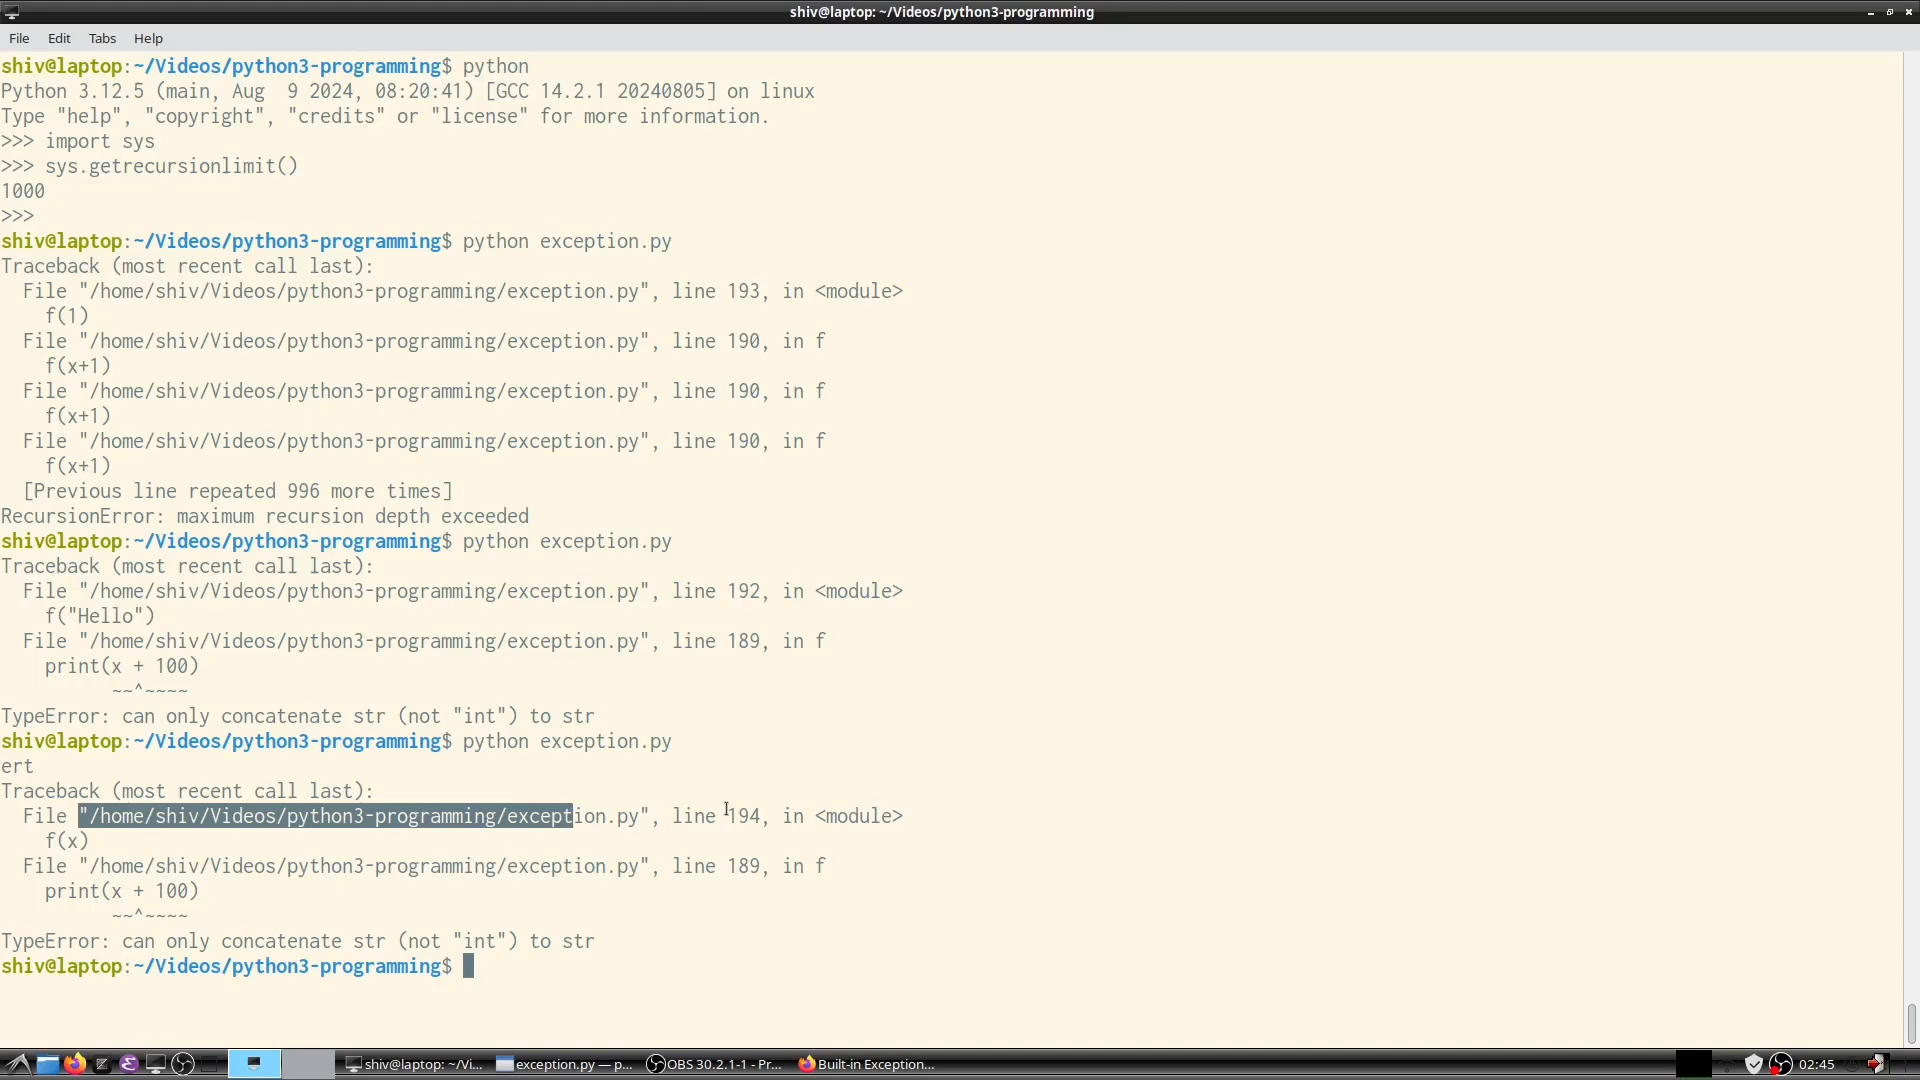 shiv@laptop: ~/Videos/python3-programming
File Edit Tabs Help
shiv@laptop:~/Videos/python3-programming$ python
Python 3.12.5 (main, Aug  9 2024, 08:20:41) [GCC 14.2.1 20240805] on linux
Type "help", "copyright", "credits" or "license" for more information.
>>> import sys
>>> sys.getrecursionlimit()
1000
>>>
shiv@laptop:~/Videos/python3-programming$ python exception.py
Traceback (most recent call last):
  File "/home/shiv/Videos/python3-programming/exception.py", line 193, in <module>
    f(1)
  File "/home/shiv/Videos/python3-programming/exception.py", line 190, in f
    f(x+1)
  File "/home/shiv/Videos/python3-programming/exception.py", line 190, in f
    f(x+1)
  File "/home/shiv/Videos/python3-programming/exception.py", line 190, in f
    f(x+1)
  [Previous line repeated 996 more times]
RecursionError: maximum recursion depth exceeded
shiv@laptop:~/Videos/python3-programming$ python exception.py
Traceback (most recent call last):
  File "/home/shiv/Videos/python3-programming/exception.py", line 192, in <module>
    f("Hello")
  File "/home/shiv/Videos/python3-programming/exception.py", line 189, in f
    print(x + 100)
          ~~^~~~~
TypeError: can only concatenate str (not "int") to str
shiv@laptop:~/Videos/python3-programming$ python exception.py
ert
Traceback (most recent call last):
  File "/home/shiv/Videos/python3-programming/exception.py", line 194, in <module>
    f(x)
  File "/home/shiv/Videos/python3-programming/exception.py", line 189, in f
    print(x + 100)
          ~~^~~~~
TypeError: can only concatenate str (not "int") to str
shiv@laptop:~/Videos/python3-programming$
shiv@laptop: ~/Vi... exception.py — p... OBS 30.2.1-1 - Pr... Built-in Exception... 02:45